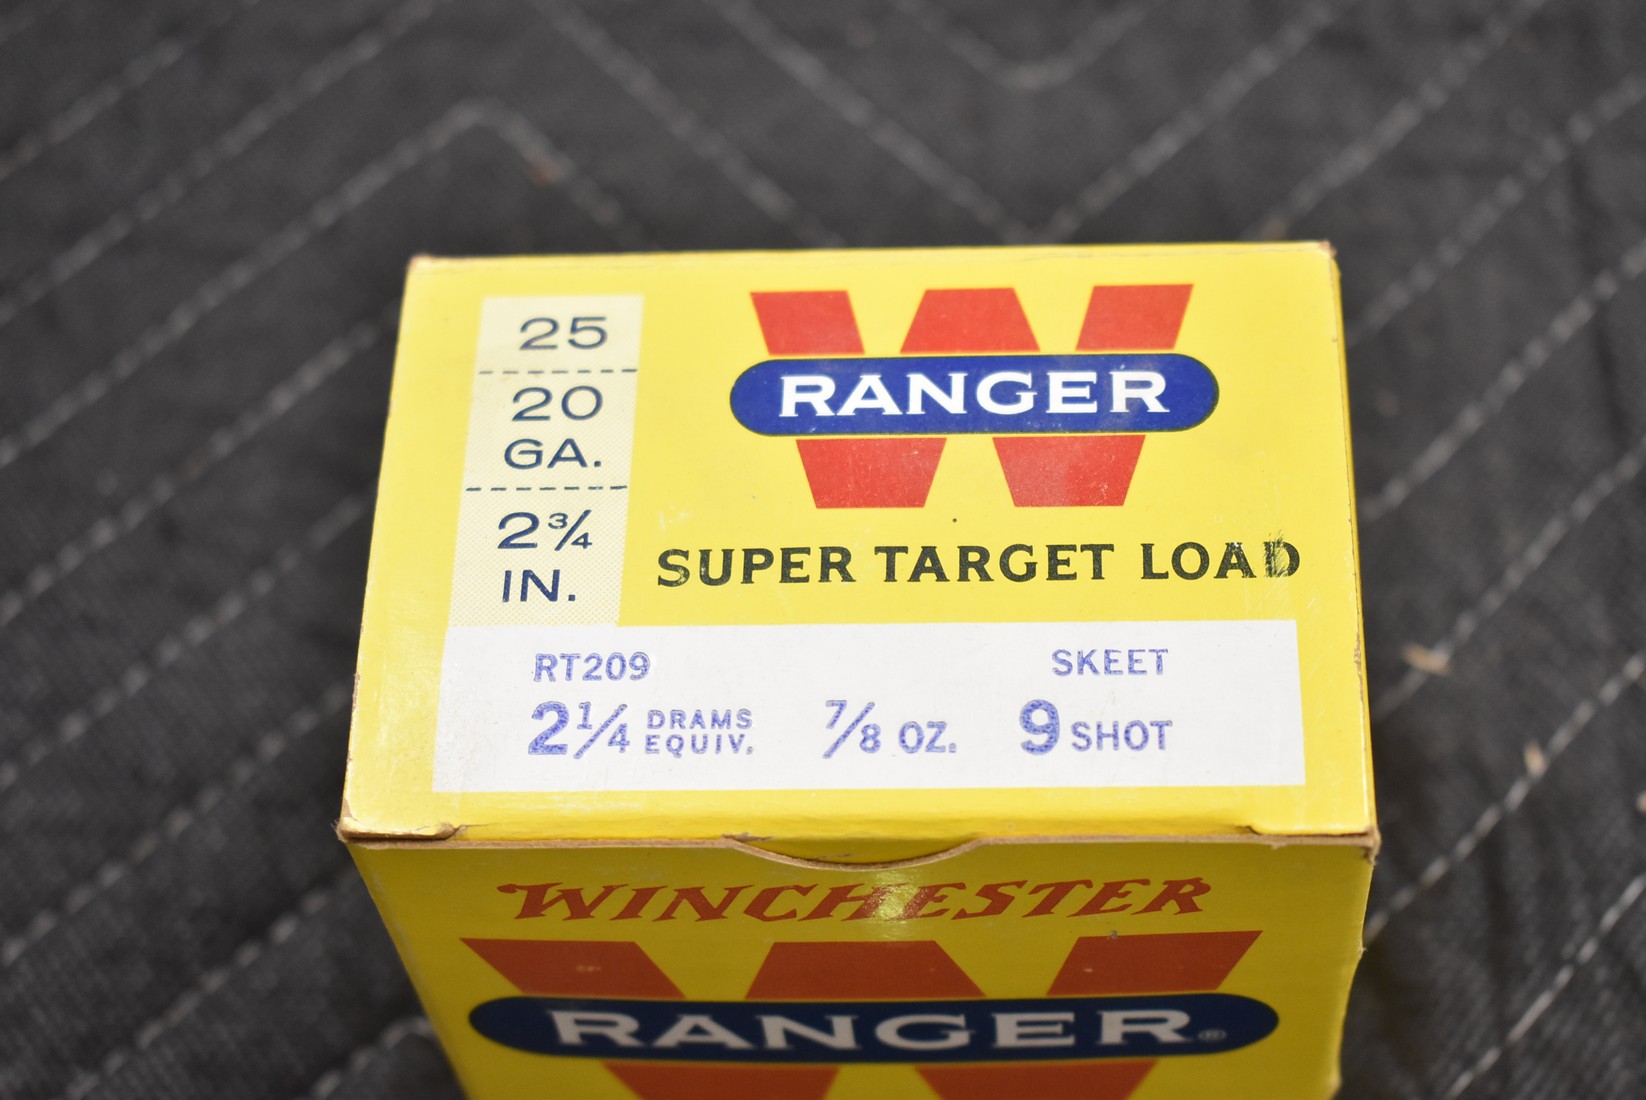 25
20
GA.
2¾
IN.
RANGER
SUPER TARGET LOAD
RT209 SKEET
2¼ DRAMS EQUIV. ⅞ OZ. 9 SHOT
WINCHESTER
RANGER®